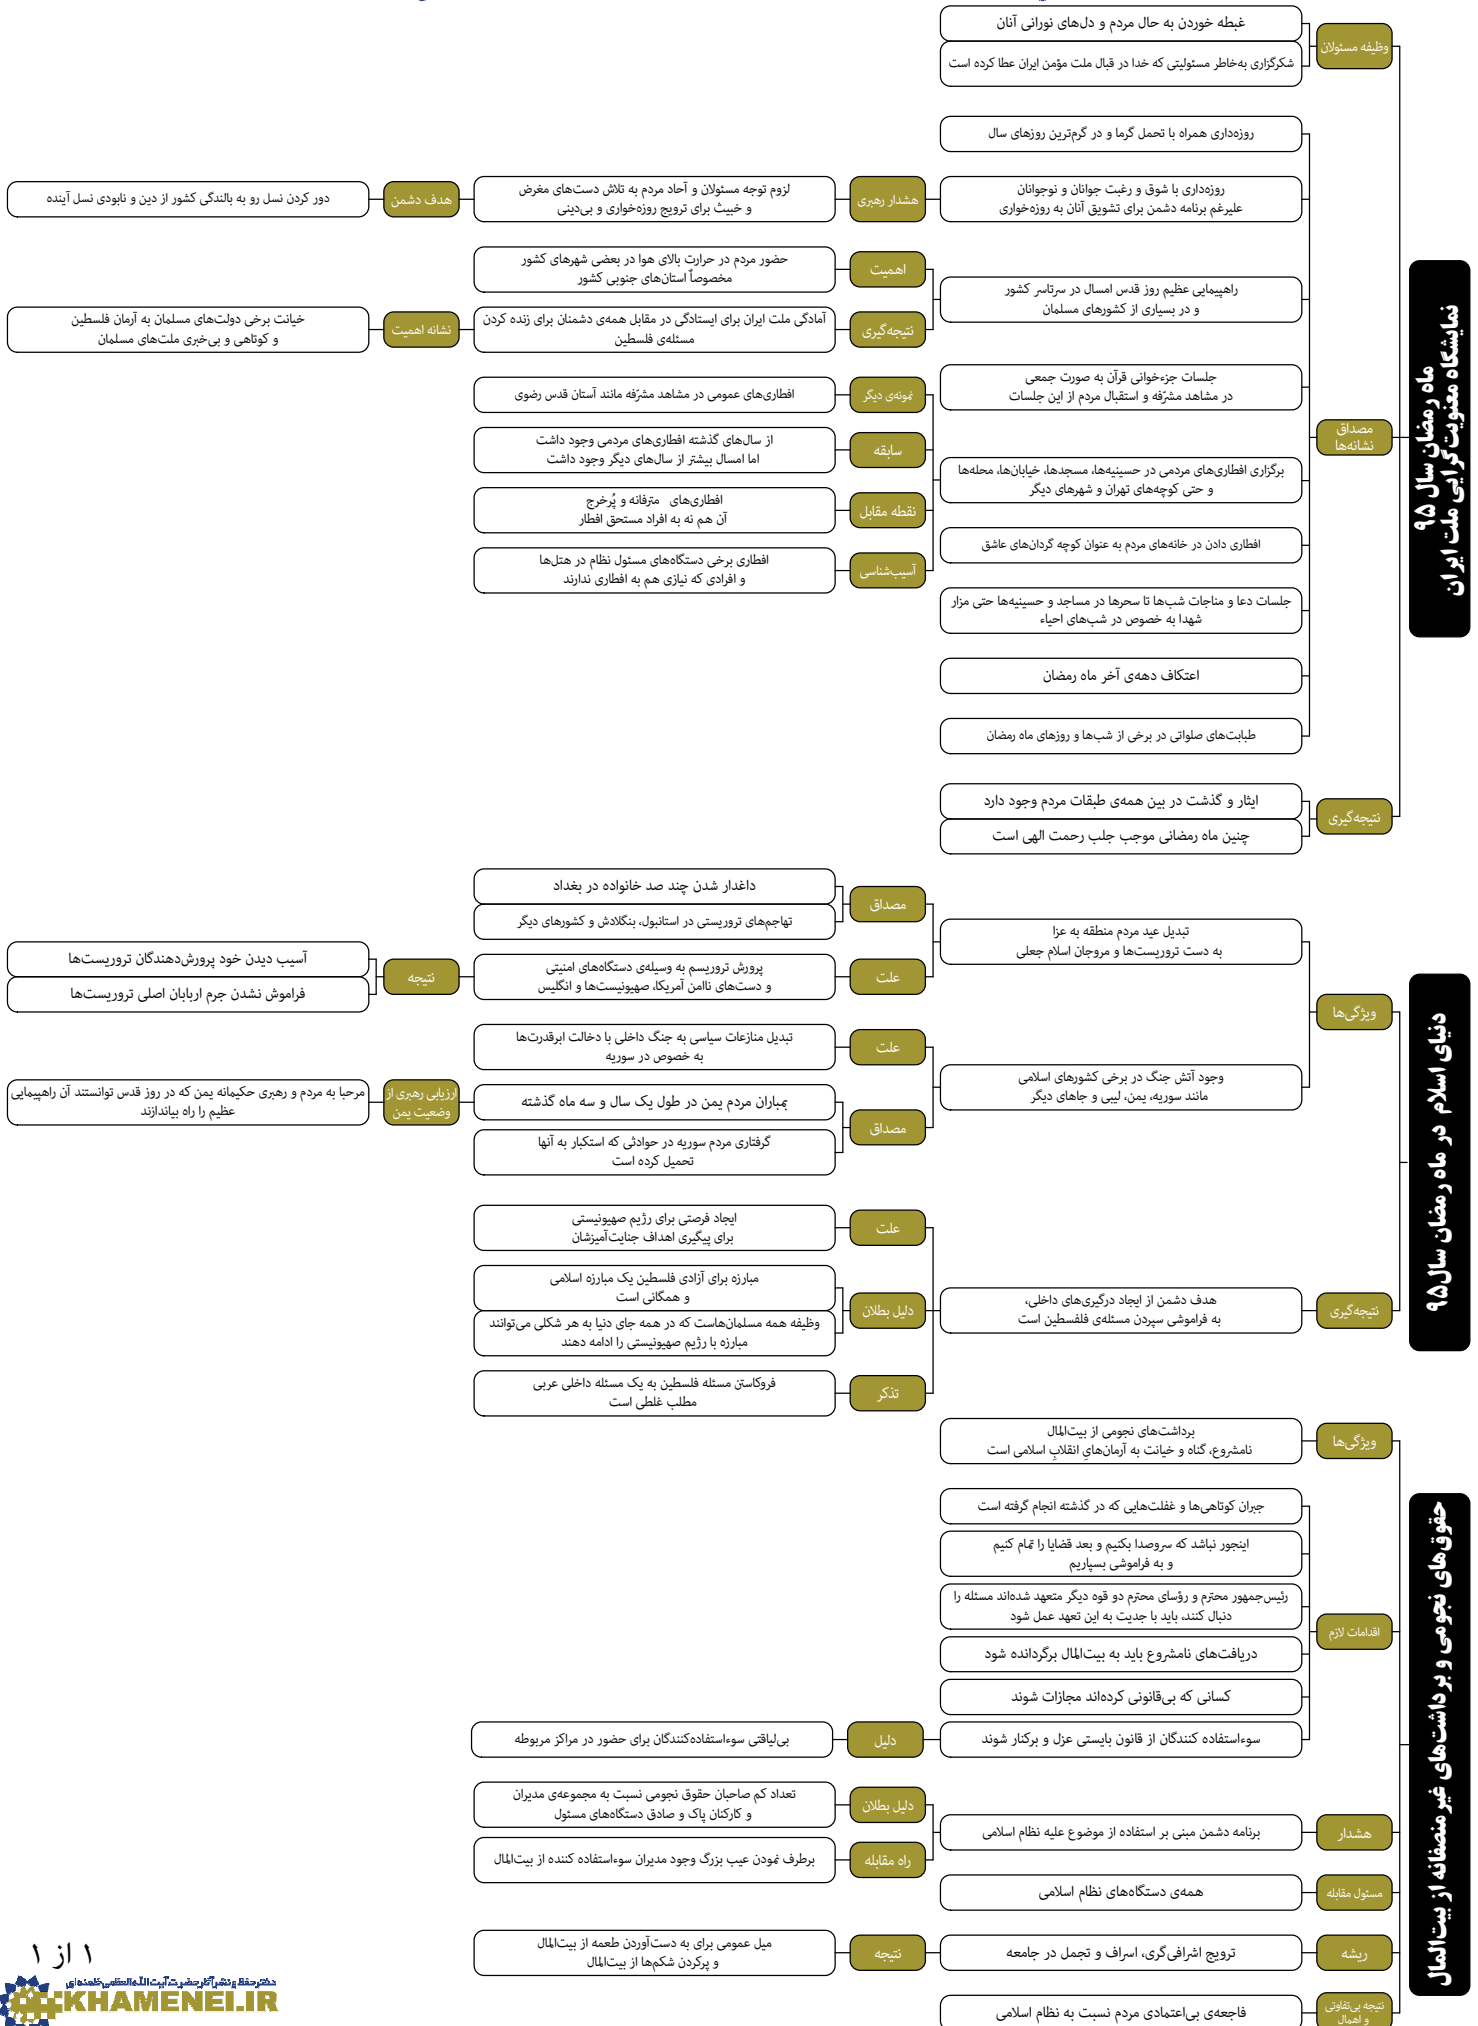 نمایشگاه معنویت‌گرایی ملت ایران
ماه رمضان سال ۹۵
وظیفه مسئولان
غبطه خوردن به حال مردم و دل‌های نورانی آنان
شکرگزاری به‌خاطر مسئولیتی که خدا در قبال ملت مؤمن ایران عطا کرده است
مصداق
نشانه‌ها
روزه‌داری همراه با تحمل گرما و در گرم‌ترین روزهای سال
روزه‌داری با شوق و رغبت جوانان و نوجوانان
علیرغم برنامه دشمن برای تشویق آنان به روزه‌خواری
هشدار رهبری
لزوم توجه مسئولان و آحاد مردم به تلاش دست‌های مغرض
و خبیث برای ترویج روزه‌خواری و بی‌دینی
هدف دشمن
دور کردن نسل رو به بالندگی کشور از دین و نابودی نسل آینده
راهپیمایی عظیم روز قدس امسال در سرتاسر کشور
و در بسیاری از کشورهای مسلمان
اهمیت
حضور مردم در حرارت بالای هوا در بعضی شهرهای کشور
مخصوصاً استان‌های جنوبی کشور
نتیجه‌گیری
آمادگی ملت ایران برای ایستادگی در مقابل همه‌ی دشمنان برای زنده کردن
مسئله‌ی فلسطین
نشانه اهمیت
خیانت برخی دولت‌های مسلمان به آرمان فلسطین
و کوتاهی و بی‌خبری ملت‌های مسلمان
جلسات جزءخوانی قرآن به صورت جمعی
در مشاهد مشرّفه و استقبال مردم از این جلسات
برگزاری افطاری‌های مردمی در حسینیه‌ها، مسجدها، خیابان‌ها، محله‌ها
و حتی کوچه‌های تهران و شهرهای دیگر
نمونه‌ی دیگر
افطاری‌های عمومی در مشاهد مشرّفه مانند آستان قدس رضوی
سابقه
از سال‌های گذشته افطاری‌های مردمی وجود داشت
اما امسال بیشتر از سال‌های دیگر وجود داشت
نقطه مقابل
افطاری‌های مترفانه و پُرخرج
آن هم نه به افراد مستحق افطار
آسیب‌شناسی
افطاری برخی دستگاه‌های مسئول نظام در هتل‌ها
و افرادی که نیازی هم به افطاری ندارند
افطاری دادن در خانه‌های مردم به عنوان کوچه گردان‌های عاشق
جلسات دعا و مناجات شب‌ها تا سحرها در مساجد و حسینیه‌ها حتی مزار
شهدا به خصوص در شب‌های احیاء
اعتکاف دهه‌ی آخر ماه رمضان
طبابت‌های صلواتی در برخی از شب‌ها و روزهای ماه رمضان
نتیجه‌گیری
ایثار و گذشت در بین همه‌ی طبقات مردم وجود دارد
چنین ماه رمضانی موجب جلب رحمت الهی است
دنیای اسلام در ماه رمضان سال۹۵
ویژگی‌ها
تبدیل عید مردم منطقه به عزا
به دست تروریست‌ها و مروجان اسلام جعلی
مصداق
داغدار شدن چند صد خانواده در بغداد
تهاجم‌های تروریستی در استانبول، بنگلادش و کشورهای دیگر
علت
پرورش تروریسم به وسیله‌ی دستگاه‌های امنیتی
و دست‌های ناامن آمریکا، صهیونیست‌ها و انگلیس
نتیجه
آسیب دیدن خود پرورش‌دهندگان تروریست‌ها
فراموش نشدن جرم اربابان اصلی تروریست‌ها
وجود آتش جنگ در برخی کشورهای اسلامی
مانند سوریه، یمن، لیبی و جاهای دیگر
علت
تبدیل منازعات سیاسی به جنگ داخلی با دخالت ابرقدرت‌ها
به خصوص در سوریه
مصداق
بمباران مردم یمن در طول یک سال و سه ماه گذشته
ارزیابی رهبری از
وضعیت یمن
مرحبا به مردم و رهبری حکیمانه یمن که در روز قدس توانستند آن راهپیمایی
عظیم را راه بیاندازند
گرفتاری مردم سوریه در حوادثی که استکبار به آنها
تحمیل کرده است
نتیجه‌گیری
هدف دشمن از ایجاد درگیری‌های داخلی،
به فراموشی سپردن مسئله‌ی فلفسطین است
علت
ایجاد فرصتی برای رژیم صهیونیستی
برای پیگیری اهداف جنایت‌آمیزشان
دلیل بطلان
مبارزه برای آزادی فلسطین یک مبارزه اسلامی
و همگانی است
وظیفه همه مسلمان‌هاست که در همه جای دنیا به هر شکلی می‌توانند
مبارزه با رژیم صهیونیستی را ادامه دهند
تذکر
فروکاستن مسئله فلسطین به یک مسئله داخلی عربی
مطلب غلطی است
حقوق‌های نجومی و برداشت‌های غیر منصفانه از بیت‌المال
ویژگی‌ها
برداشت‌های نجومی از بیت‌المال
نامشروع، گناه و خیانت به آرمان‌هایِ انقلابِ اسلامی است
اقدامات لازم
جبران کوتاهی‌ها و غفلت‌هایی که در گذشته انجام گرفته است
اینجور نباشد که سروصدا بکنیم و بعد قضایا را تمام کنیم
و به فراموشی بسپاریم
رئیس‌جمهور محترم و رؤسای محترم دو قوه دیگر متعهد شده‌اند مسئله را
دنبال کنند، باید با جدیت به این تعهد عمل شود
دریافت‌های نامشروع باید به بیت‌المال برگردانده شود
کسانی که بی‌قانونی کرده‌اند مجازات شوند
سوءاستفاده کنندگان از قانون بایستی عزل و برکنار شوند
دلیل
بی‌لیاقتی سوءاستفاده‌کنندگان برای حضور در مراکز مربوطه
هشدار
برنامه دشمن مبنی بر استفاده از موضوع علیه نظام اسلامی
دلیل بطلان
تعداد کم صاحبان حقوق نجومی نسبت به مجموعه‌ی مدیران
و کارکنان پاک و صادق دستگاه‌های مسئول
راه مقابله
برطرف نمودن عیب بزرگ وجود مدیران سوءاستفاده کننده از بیت‌المال
مسئول مقابله
همه‌ی دستگاه‌های نظام اسلامی
ریشه
ترویج اشرافی‌گری، اسراف و تجمل در جامعه
نتیجه
میل عمومی برای به دست‌آوردن طعمه از بیت‌المال
و پرکردن شکم‌ها از بیت‌المال
نتیجه بی‌تفاوتی
و اهمال
فاجعه‌ی بی‌اعتمادی مردم نسبت به نظام اسلامی
۱ از ۱
دفتر حفظ و نشر آثار حضرت آیت‌الله‌العظمی خامنه‌ای
KHAMENEI.IR